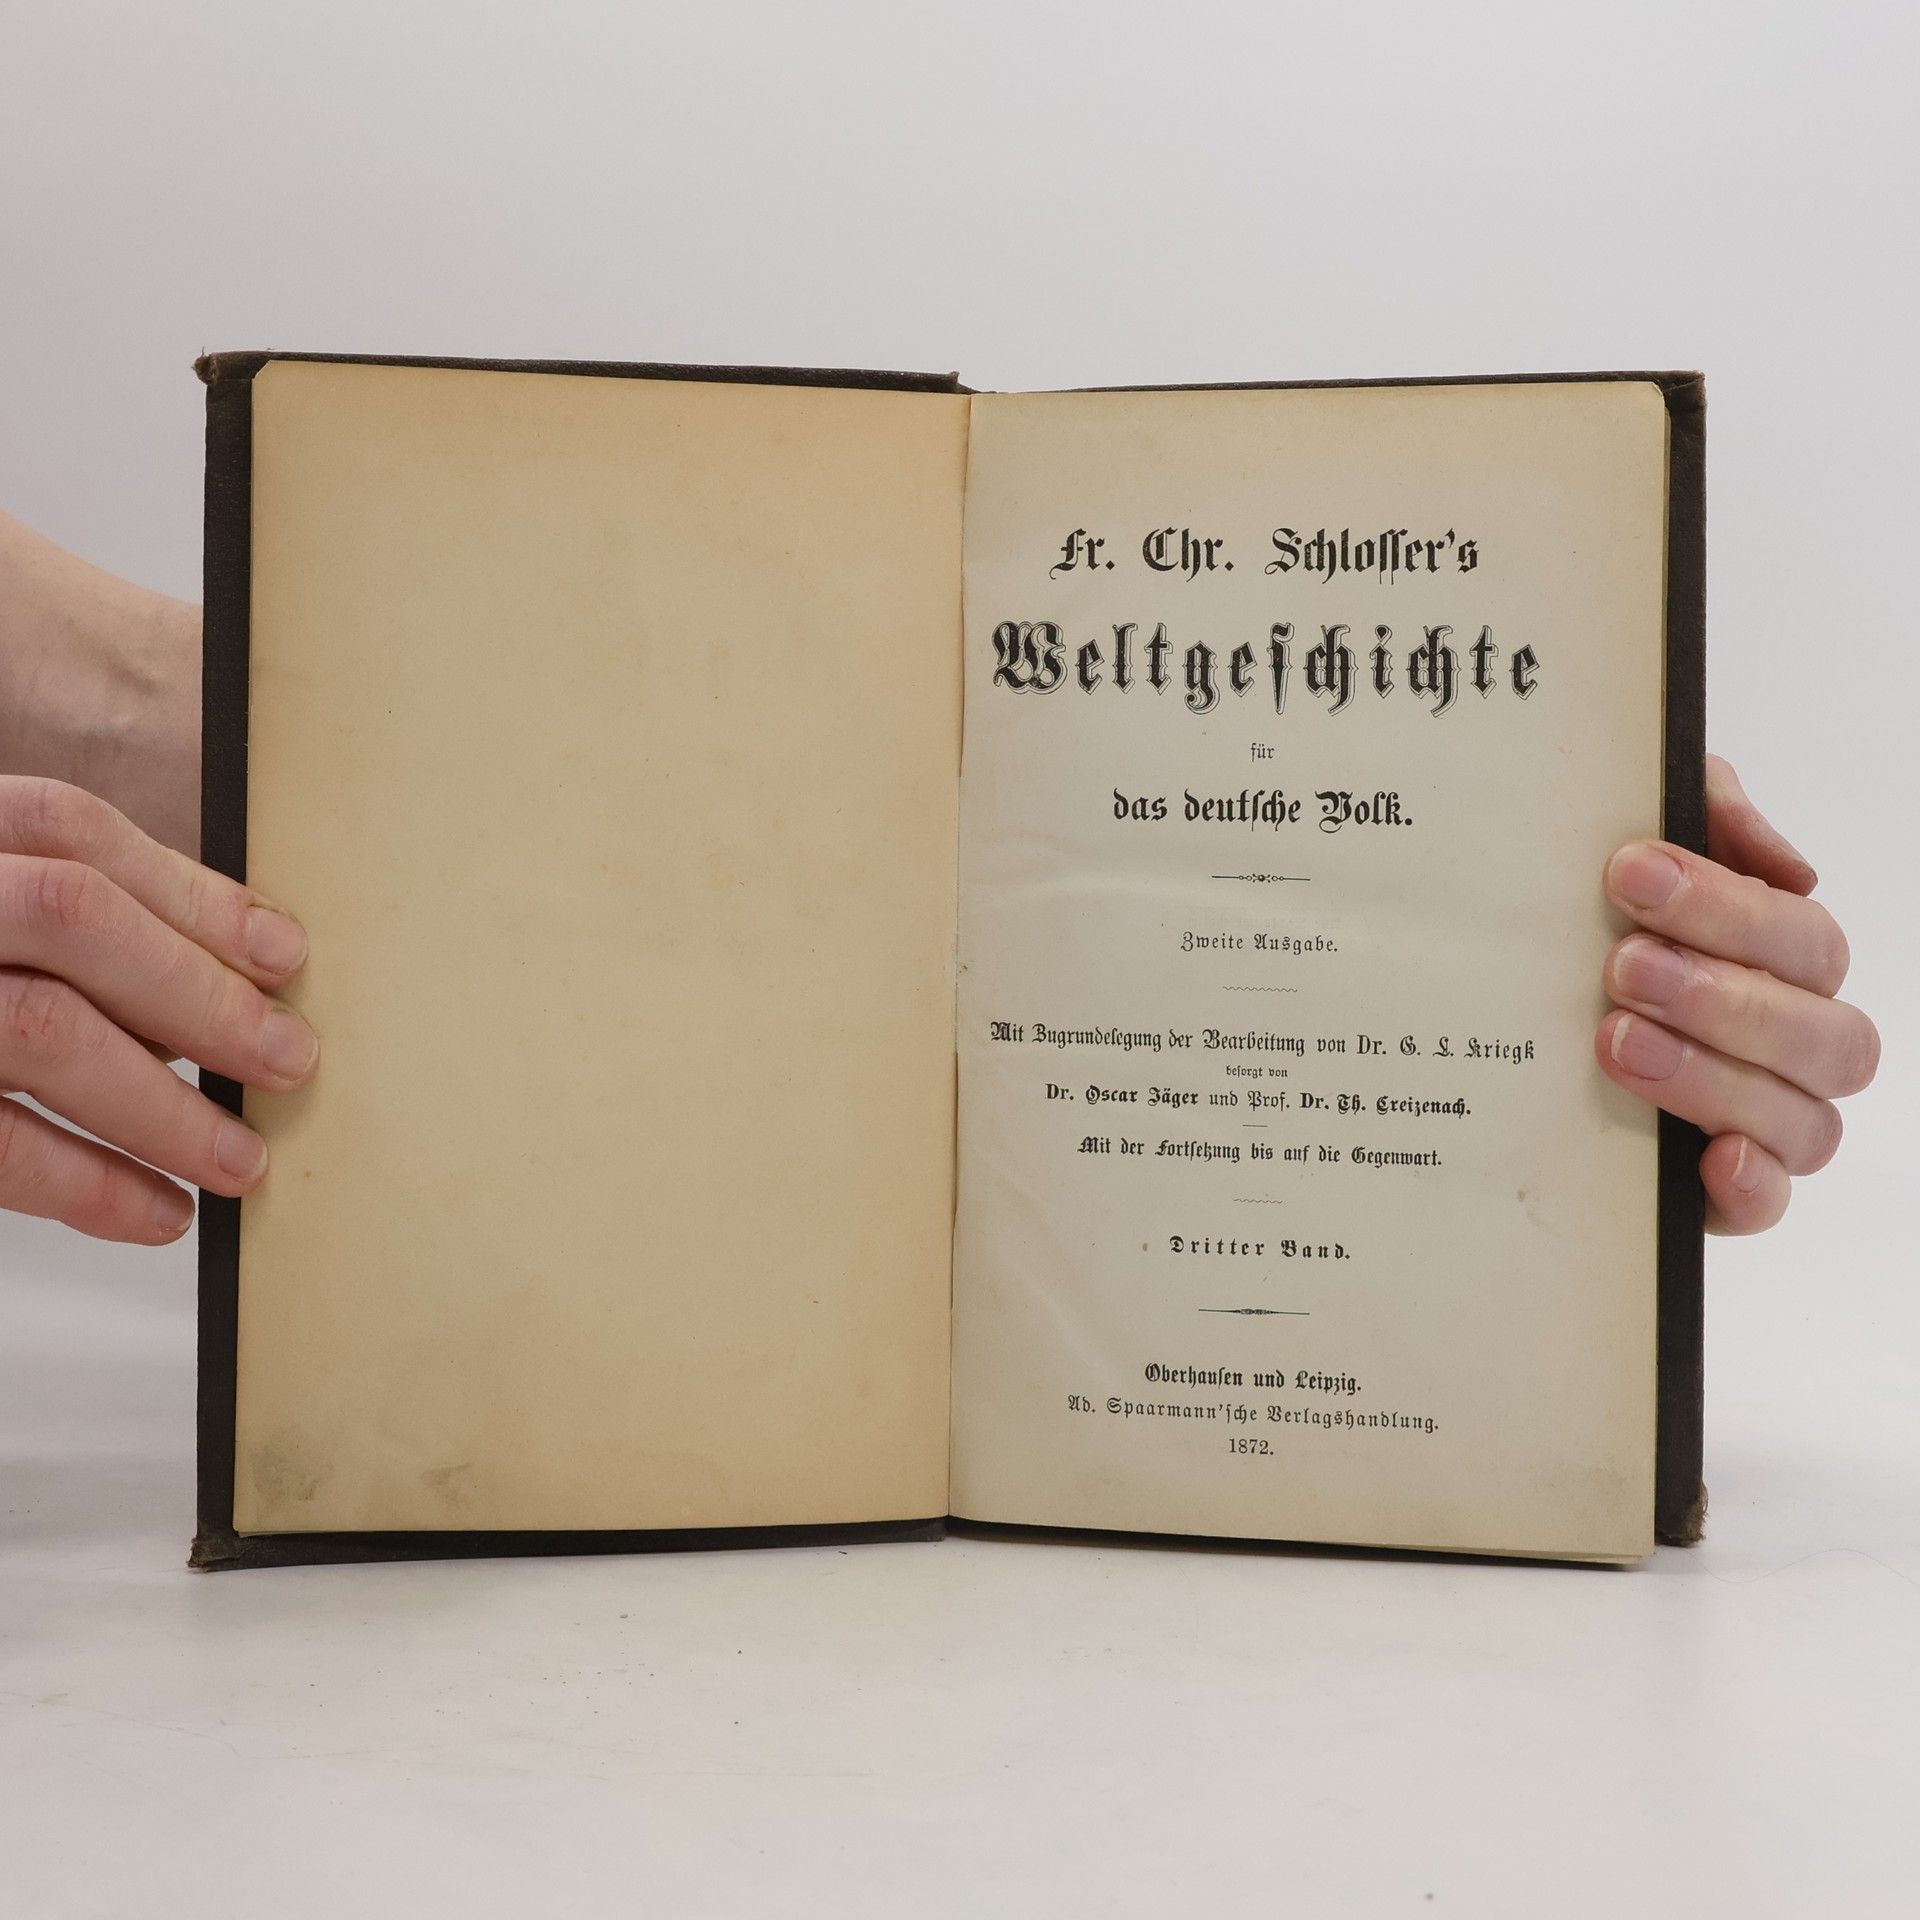 Fr. Chr. Schloſſer's
Weltgeſchichte
für
das deutſche Volk.
Zweite Ausgabe.
Mit Zugrundelegung der Bearbeitung von Dr. G. L. Kriegk
beſorgt von
Dr. Oscar Jäger und Prof. Dr. Th. Creizenach.
Mit der Fortſetzung bis auf die Gegenwart.
Dritter Band.
Oberhauſen und Leipzig.
Ad. Spaarmann'ſche Verlagshandlung.
1872.